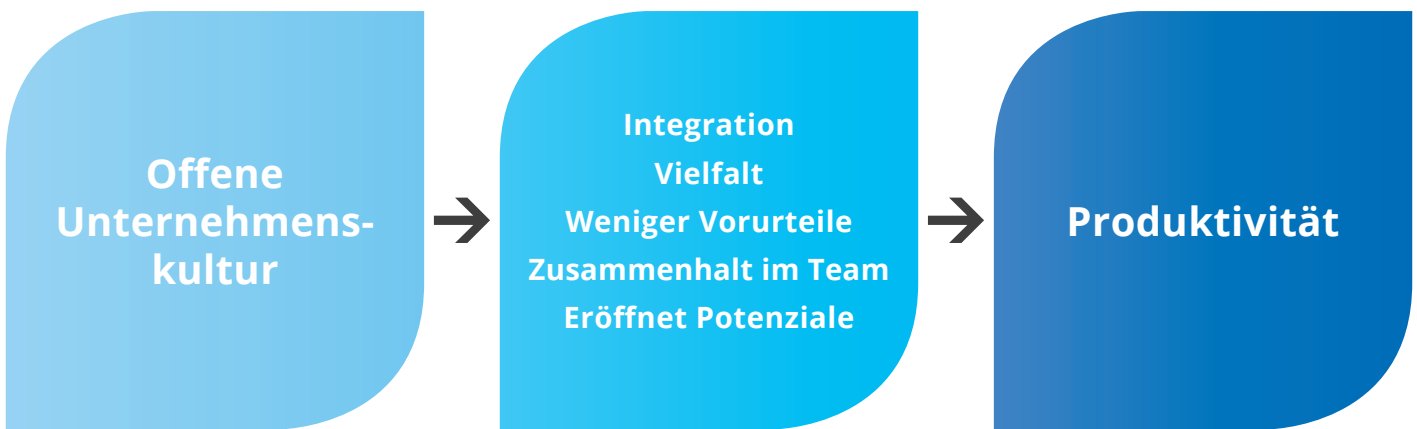 Offene
Unternehmens-
kultur
Integration
Vielfalt
Weniger Vorurteile
Zusammenhalt im Team
Eröffnet Potenziale
Produktivität